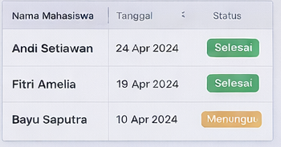 Nama Mahasiswa Tanggal Status
Andi Setiawan 24 Apr 2024 Selesai
Fitri Amelia 19 Apr 2024 Selesai
Bayu Saputra 10 Apr 2024